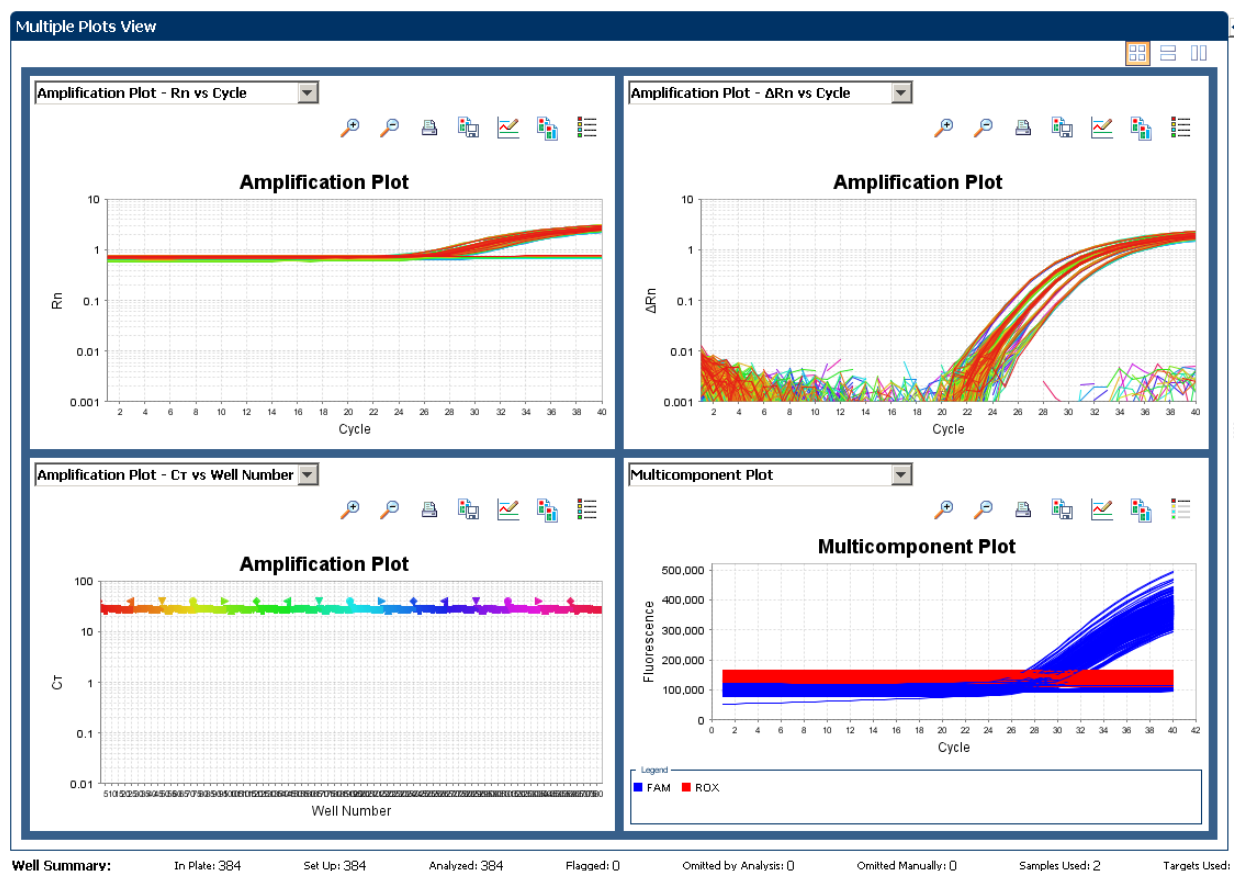 Multiple Plots View
Amplification Plot - Rn vs Cycle
Amplification Plot
10
1
0.1
0.01
0.001
Rn
2 4 6 8 10 12 14 16 18 20 22 24 26 28 30 32 34 36 38 40
Cycle
Amplification Plot - ΔRn vs Cycle
Amplification Plot
10
1
0.1
0.01
0.001
ΔRn
2 4 6 8 10 12 14 16 18 20 22 24 26 28 30 32 34 36 38 40
Cycle
Amplification Plot - Cт vs Well Number
Amplification Plot
100
10
1
0.1
0.01
Cт
Well Number
Multicomponent Plot
Multicomponent Plot
500,000
400,000
300,000
200,000
100,000
0
Fluorescence
0 2 4 6 8 10 12 14 16 18 20 22 24 26 28 30 32 34 36 38 40 42
Cycle
Legend
FAM ROX
Well Summary: In Plate: 384 Set Up: 384 Analyzed: 384 Flagged: 0 Omitted by Analysis: 0 Omitted Manually: 0 Samples Used: 2 Targets Used: